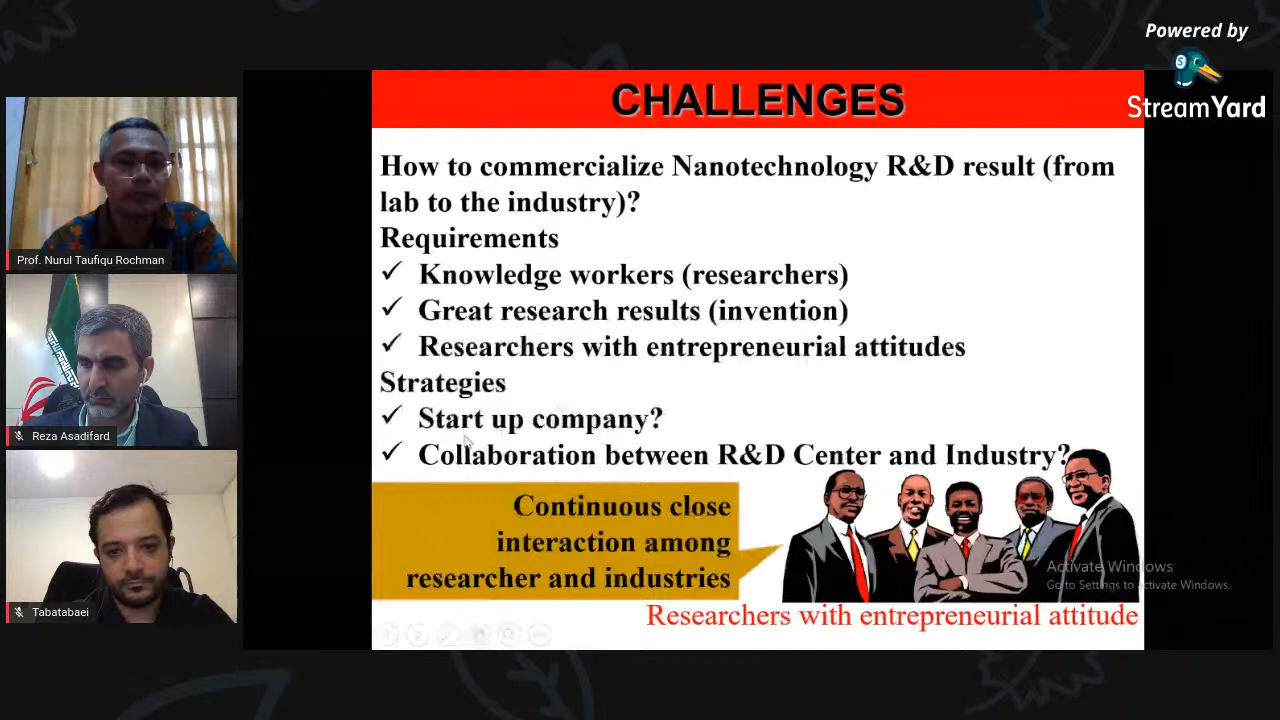 Powered by
StreamYard
CHALLENGES
How to commercialize Nanotechnology R&D result (from
lab to the industry)?
Requirements
✓ Knowledge workers (researchers)
✓ Great research results (invention)
✓ Researchers with entrepreneurial attitudes
Strategies
✓ Start up company?
✓ Collaboration between R&D Center and Industry?
Continuous close
interaction among
researcher and industries
Researchers with entrepreneurial attitude
Activate Windows
Go to Settings to activate Windows.
Prof. Nurul Taufiqu Rochman
Reza Asadifard
Tabatabaei